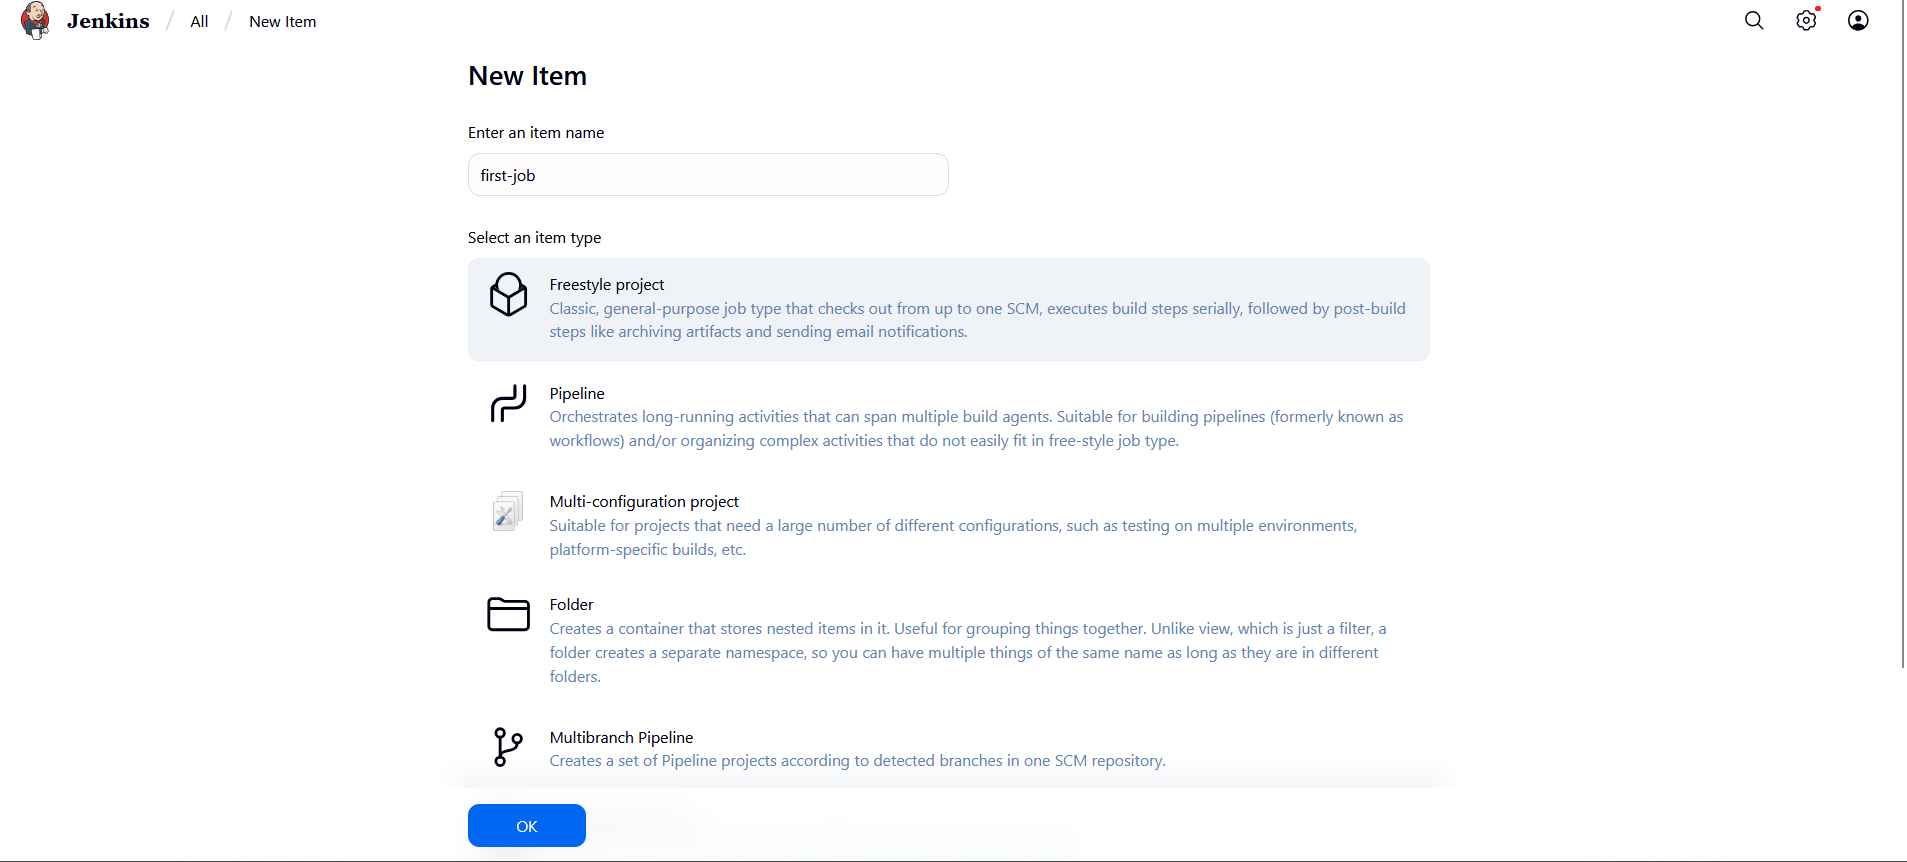 Jenkins / All / New Item
New Item
Enter an item name
first-job
Select an item type
Freestyle project
Classic, general-purpose job type that checks out from up to one SCM, executes build steps serially, followed by post-build
steps like archiving artifacts and sending email notifications.
Pipeline
Orchestrates long-running activities that can span multiple build agents. Suitable for building pipelines (formerly known as
workflows) and/or organizing complex activities that do not easily fit in free-style job type.
Multi-configuration project
Suitable for projects that need a large number of different configurations, such as testing on multiple environments,
platform-specific builds, etc.
Folder
Creates a container that stores nested items in it. Useful for grouping things together. Unlike view, which is just a filter, a
folder creates a separate namespace, so you can have multiple things of the same name as long as they are in different
folders.
Multibranch Pipeline
Creates a set of Pipeline projects according to detected branches in one SCM repository.
OK